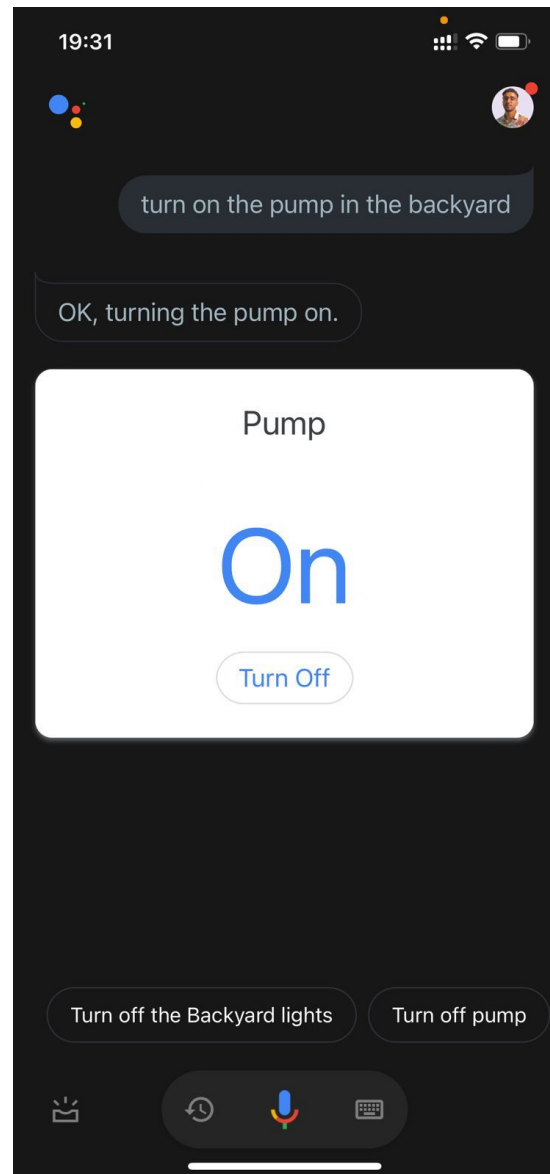 19:31
turn on the pump in the backyard
OK, turning the pump on.
Pump
On
Turn Off
Turn off the Backyard lights
Turn off pump